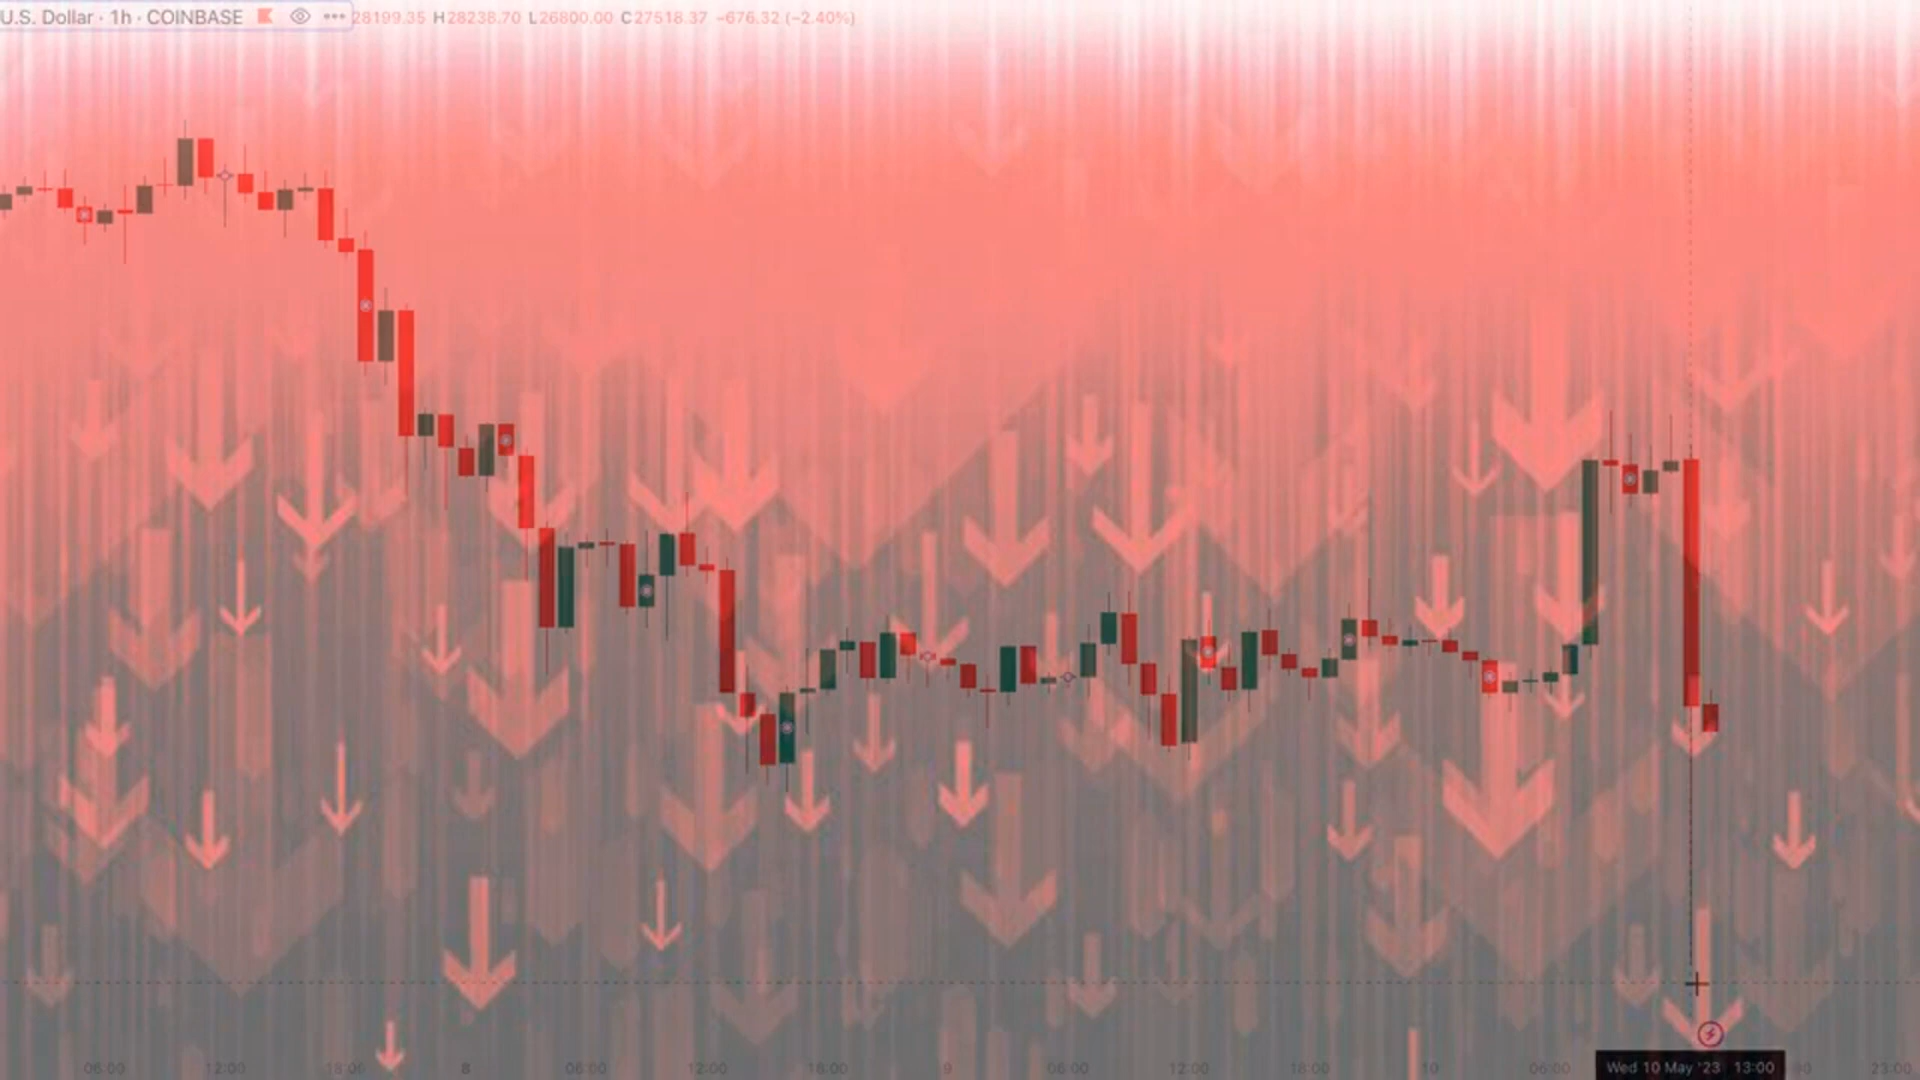 U.S. Dollar · 1h · COINBASE 28199.35 H28238.70 L26800.00 C27518.37 −676.32 (−2.40%)
06:00 12:00 18:00 8 06:00 12:00 18:00 9 06:00 12:00 18:00 10 06:00 Wed 10 May '23 13:00 23:00